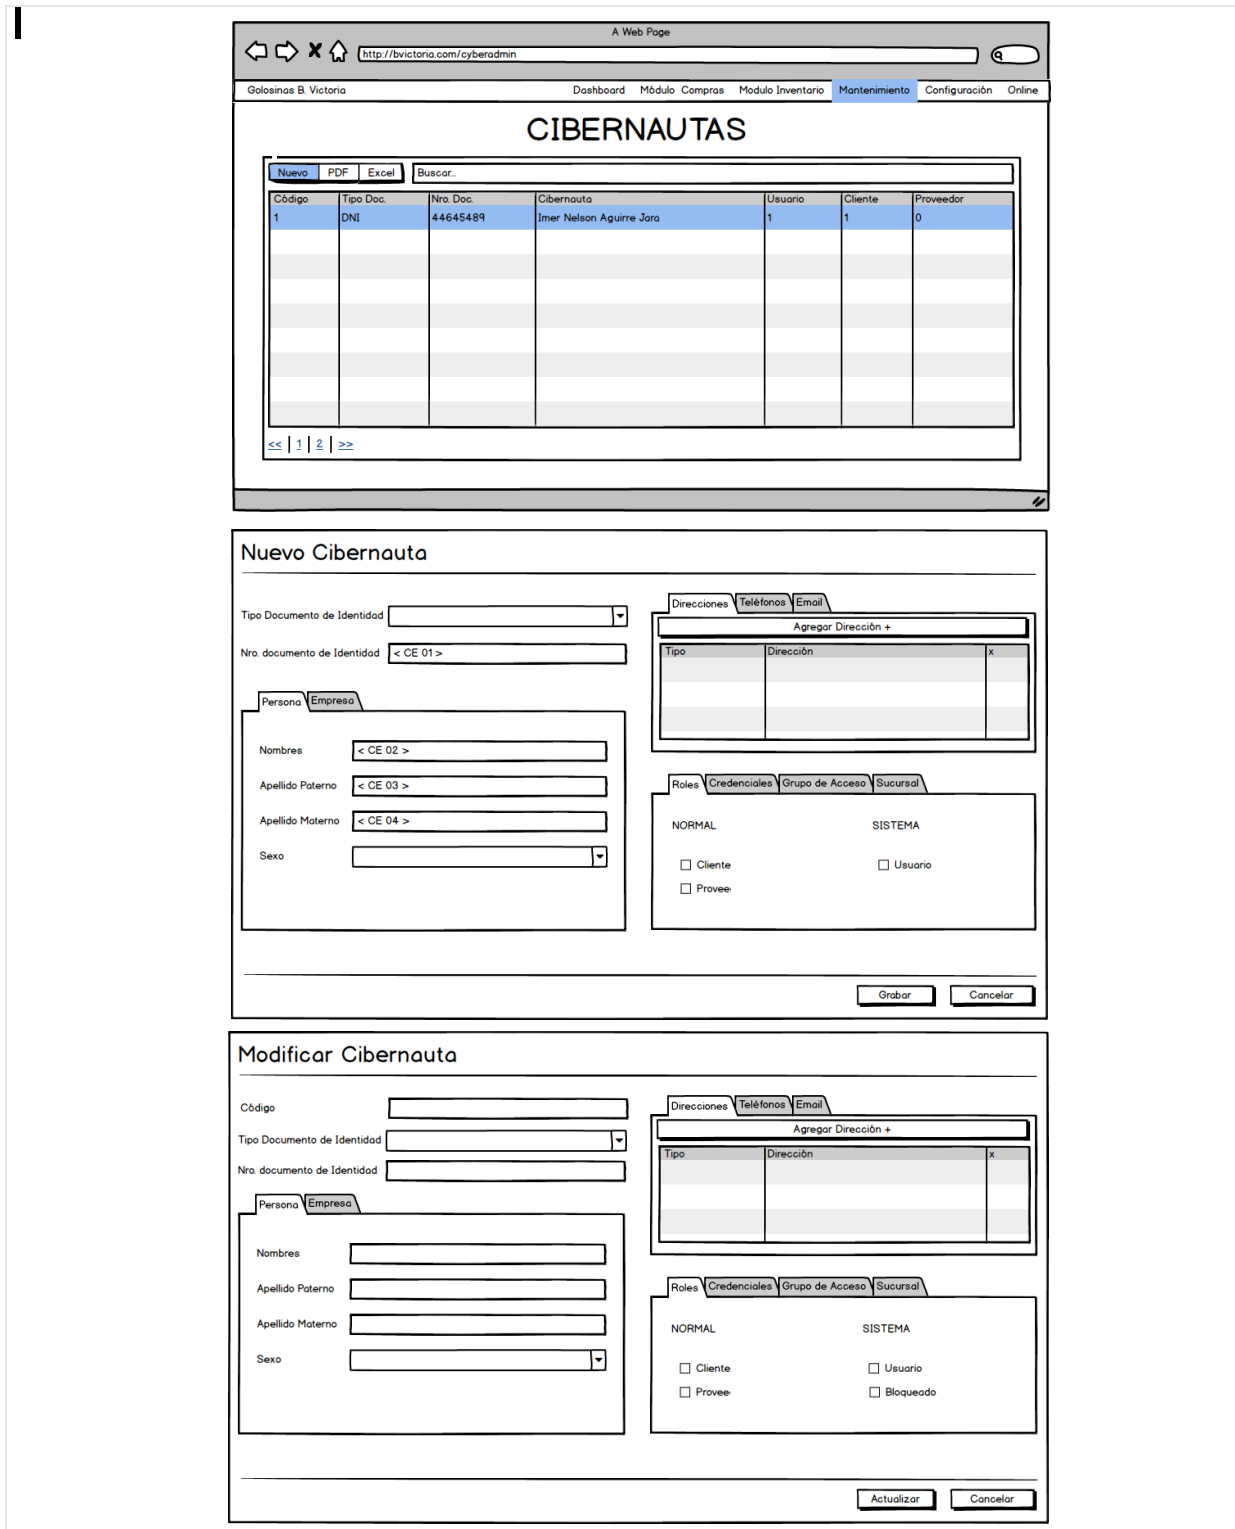 A Web Page
http://bvictoria.com/cyberadmin
Golosinas B. Victoria Dashboard Módulo Compras Modulo Inventario Mantenimiento Configuración Online
CIBERNAUTAS
Nuevo PDF Excel Buscar...
Código Tipo Doc. Nro. Doc. Cibernauta Usuario Cliente Proveedor
1 DNI 44645489 Imer Nelson Aguirre Jara 1 1 0
<< | 1 | 2 | >>
Nuevo Cibernauta
Tipo Documento de Identidad
Nro. documento de Identidad < CE 01 >
Persona Empresa
Nombres < CE 02 >
Apellido Paterno < CE 03 >
Apellido Materno < CE 04 >
Sexo
Direcciones Teléfonos Email
Agregar Dirección +
Tipo Dirección x
Roles Credenciales Grupo de Acceso Sucursal
NORMAL SISTEMA
Cliente Usuario
Provee
Grabar Cancelar
Modificar Cibernauta
Código
Tipo Documento de Identidad
Nro. documento de Identidad
Persona Empresa
Nombres
Apellido Paterno
Apellido Materno
Sexo
Direcciones Teléfonos Email
Agregar Dirección +
Tipo Dirección x
Roles Credenciales Grupo de Acceso Sucursal
NORMAL SISTEMA
Cliente Usuario
Provee Bloqueado
Actualizar Cancelar